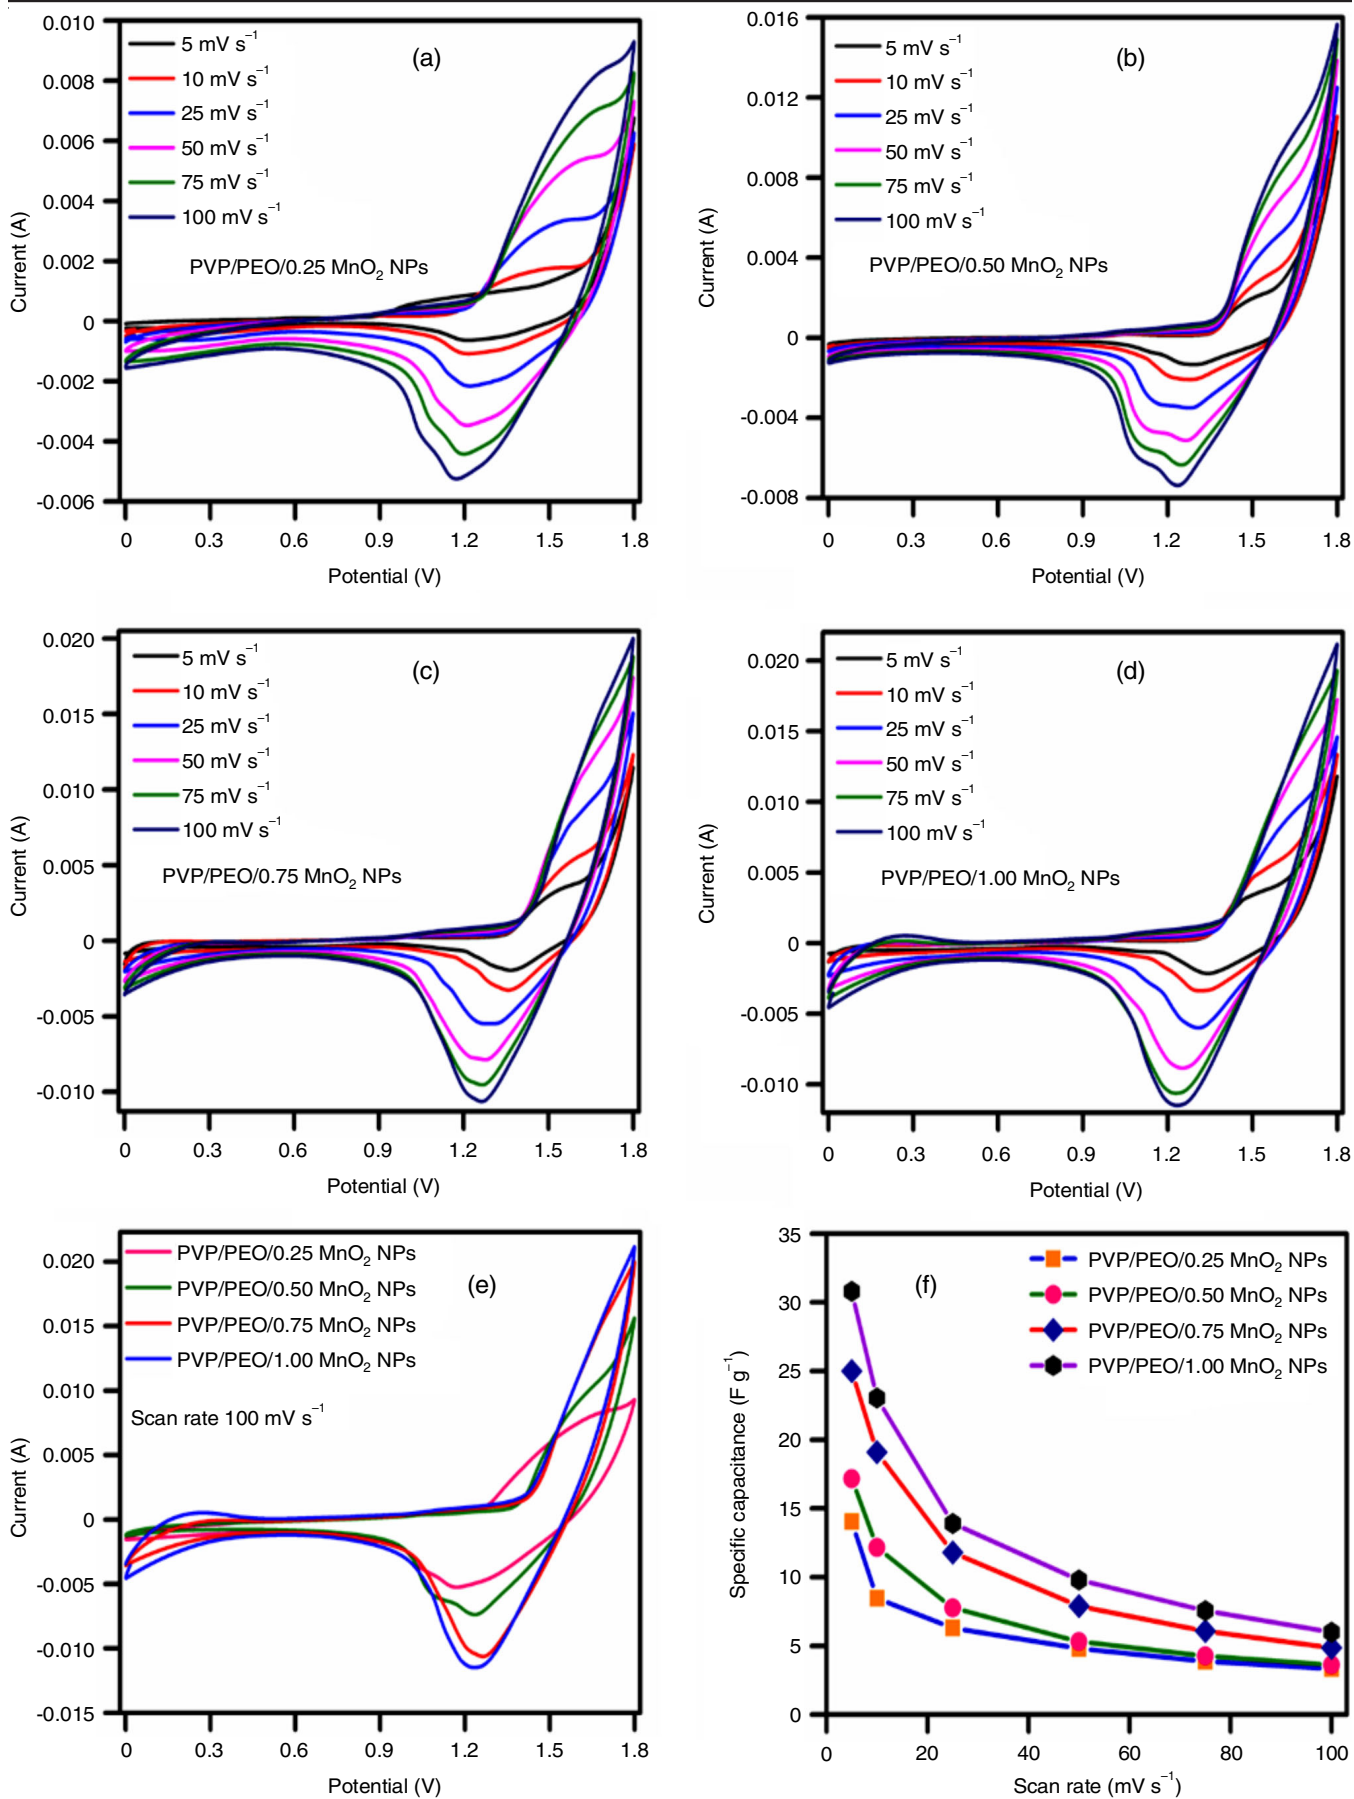 0.010
0.008
0.006
0.004
0.002
0
-0.002
-0.004
-0.006
Current (A)
5 mV s⁻¹
10 mV s⁻¹
25 mV s⁻¹
50 mV s⁻¹
75 mV s⁻¹
100 mV s⁻¹
(a)
PVP/PEO/0.25 MnO₂ NPs
0 0.3 0.6 0.9 1.2 1.5 1.8
Potential (V)
0.016
0.012
0.008
0.004
0
-0.004
-0.008
Current (A)
5 mV s⁻¹
10 mV s⁻¹
25 mV s⁻¹
50 mV s⁻¹
75 mV s⁻¹
100 mV s⁻¹
(b)
PVP/PEO/0.50 MnO₂ NPs
0 0.3 0.6 0.9 1.2 1.5 1.8
Potential (V)
0.020
0.015
0.010
0.005
0
-0.005
-0.010
Current (A)
5 mV s⁻¹
10 mV s⁻¹
25 mV s⁻¹
50 mV s⁻¹
75 mV s⁻¹
100 mV s⁻¹
(c)
PVP/PEO/0.75 MnO₂ NPs
0 0.3 0.6 0.9 1.2 1.5 1.8
Potential (V)
0.020
0.015
0.010
0.005
0
-0.005
-0.010
Current (A)
5 mV s⁻¹
10 mV s⁻¹
25 mV s⁻¹
50 mV s⁻¹
75 mV s⁻¹
100 mV s⁻¹
(d)
PVP/PEO/1.00 MnO₂ NPs
0 0.3 0.6 0.9 1.2 1.5 1.8
Potential (V)
0.020
0.015
0.010
0.005
0
-0.005
-0.010
-0.015
Current (A)
PVP/PEO/0.25 MnO₂ NPs
PVP/PEO/0.50 MnO₂ NPs
PVP/PEO/0.75 MnO₂ NPs
PVP/PEO/1.00 MnO₂ NPs
(e)
Scan rate 100 mV s⁻¹
0 0.3 0.6 0.9 1.2 1.5 1.8
Potential (V)
35
30
25
20
15
10
5
0
Specific capacitance (F g⁻¹)
(f)
PVP/PEO/0.25 MnO₂ NPs
PVP/PEO/0.50 MnO₂ NPs
PVP/PEO/0.75 MnO₂ NPs
PVP/PEO/1.00 MnO₂ NPs
0 20 40 60 80 100
Scan rate (mV s⁻¹)